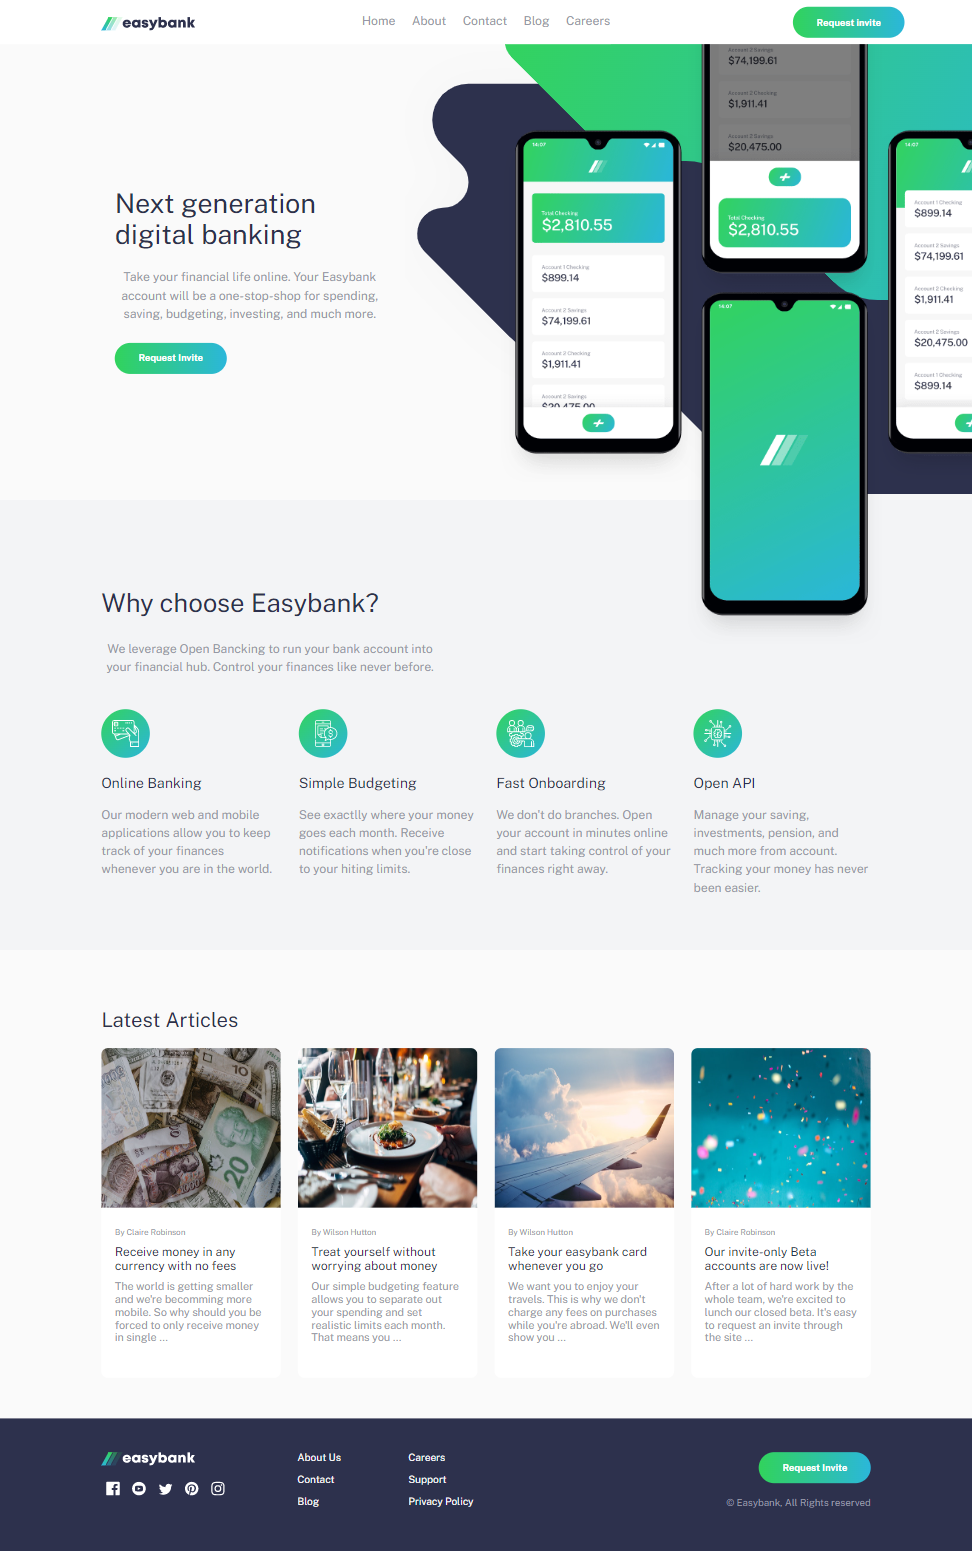 easybank
Home About Contact Blog Careers
Request Invite
Next generation
digital banking
Take your financial life online. Your Easybank
account will be a one-stop-shop for spending,
saving, budgeting, investing, and much more.
Request Invite
$74,199.61
Account 2 Checking
$1,911.41
Account 2 Savings
$20,475.00
Total Checking
$2,810.55
14:07
Total Checking
$2,810.55
Account 1 Checking
$899.14
Account 2 Savings
$74,199.61
Account 2 Checking
$1,911.41
Account 2 Savings
$20,475.00
14:07
14:07
Account 1 Checking
$899.14
Account 2 Savings
$74,199.61
Account 2 Checking
$1,911.41
Account 2 Savings
$20,475.00
Account 1 Checking
$899.14
Why choose Easybank?
We leverage Open Bancking to run your bank account into
your financial hub. Control your finances like never before.
Online Banking
Our modern web and mobile
applications allow you to keep
track of your finances
whenever you are in the world.
Simple Budgeting
See exactlly where your money
goes each month. Receive
notifications when you're close
to your hiting limits.
Fast Onboarding
We don't do branches. Open
your account in minutes online
and start taking control of your
finances right away.
Open API
Manage your saving,
investments, pension, and
much more from account.
Tracking your money has never
been easier.
Latest Articles
10
20
By Claire Robinson
Receive money in any
currency with no fees
The world is getting smaller
and we're becomming more
mobile. So why should you be
forced to only receive money
in single ...
By Wilson Hutton
Treat yourself without
worrying about money
Our simple budgeting feature
allows you to separate out
your spending and set
realistic limits each month.
That means you ...
By Wilson Hutton
Take your easybank card
whenever you go
We want you to enjoy your
travels. This is why we don't
charge any fees on purchases
while you're abroad. We'll even
show you ...
By Claire Robinson
Our invite-only Beta
accounts are now live!
After a lot of hard work by the
whole team, we're excited to
lunch our closed beta. It's easy
to request an invite through
the site ...
easybank
About Us
Contact
Blog
Careers
Support
Privacy Policy
Request Invite
© Easybank, All Rights reserved